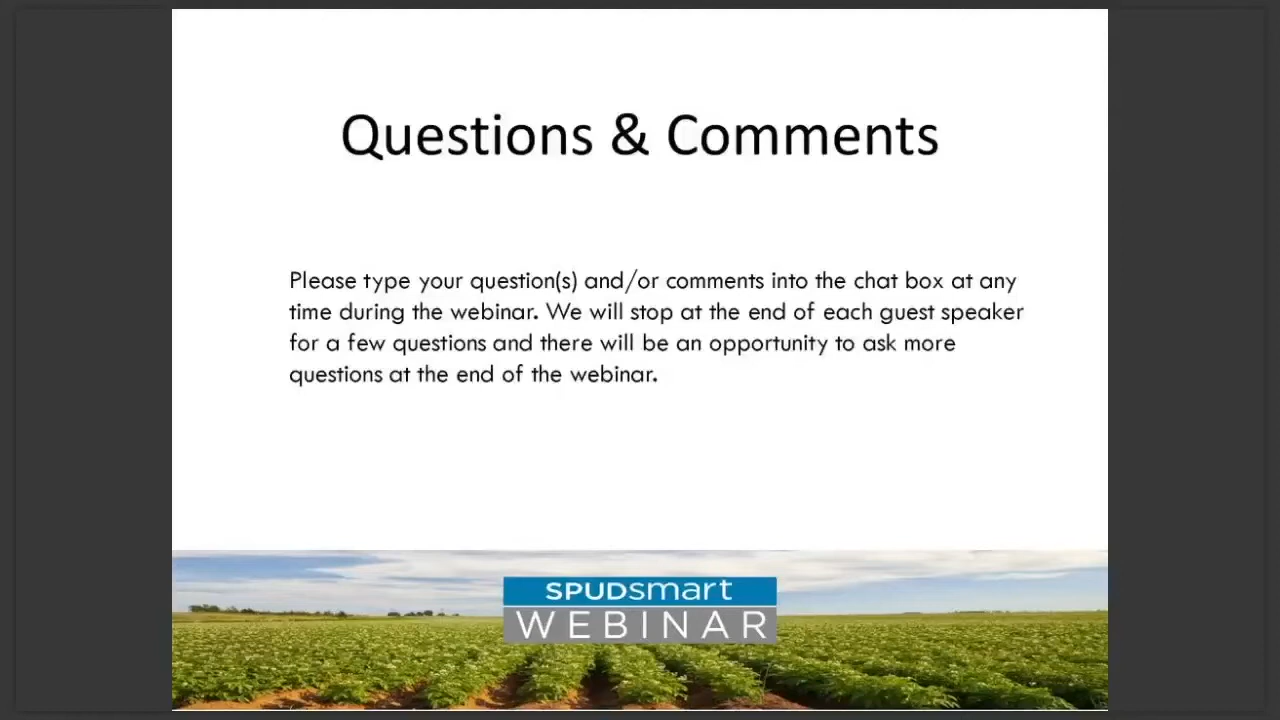 Questions & Comments
Please type your question(s) and/or comments into the chat box at any
time during the webinar. We will stop at the end of each guest speaker
for a few questions and there will be an opportunity to ask more
questions at the end of the webinar.
SPUDsmart
WEBINAR